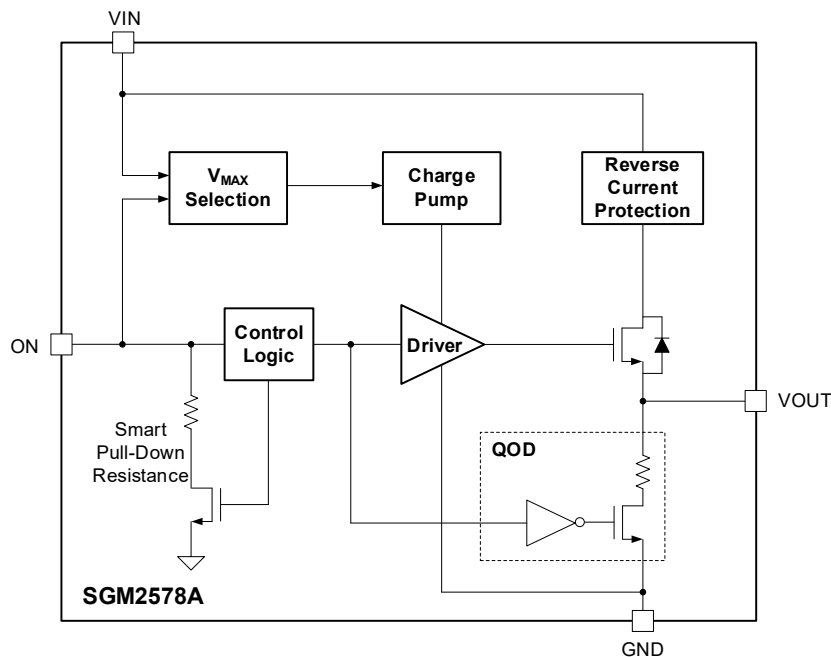 VIN
V_MAX
Selection
Charge
Pump
Reverse
Current
Protection
ON
Control
Logic
Driver
VOUT
Smart
Pull-Down
Resistance
QOD
SGM2578A
GND